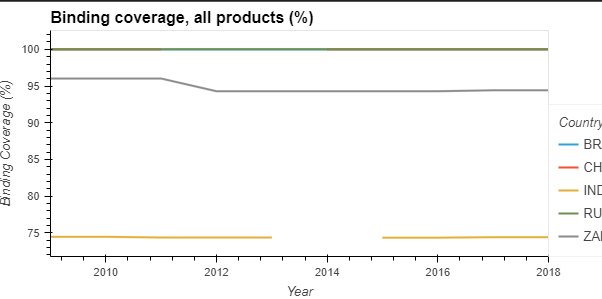 Binding coverage, all products (%)
100
95
90
85
80
75
Binding Coverage (%)
2010
2012
2014
2016
2018
Year
Country
BR
CH
IND
RU
ZA